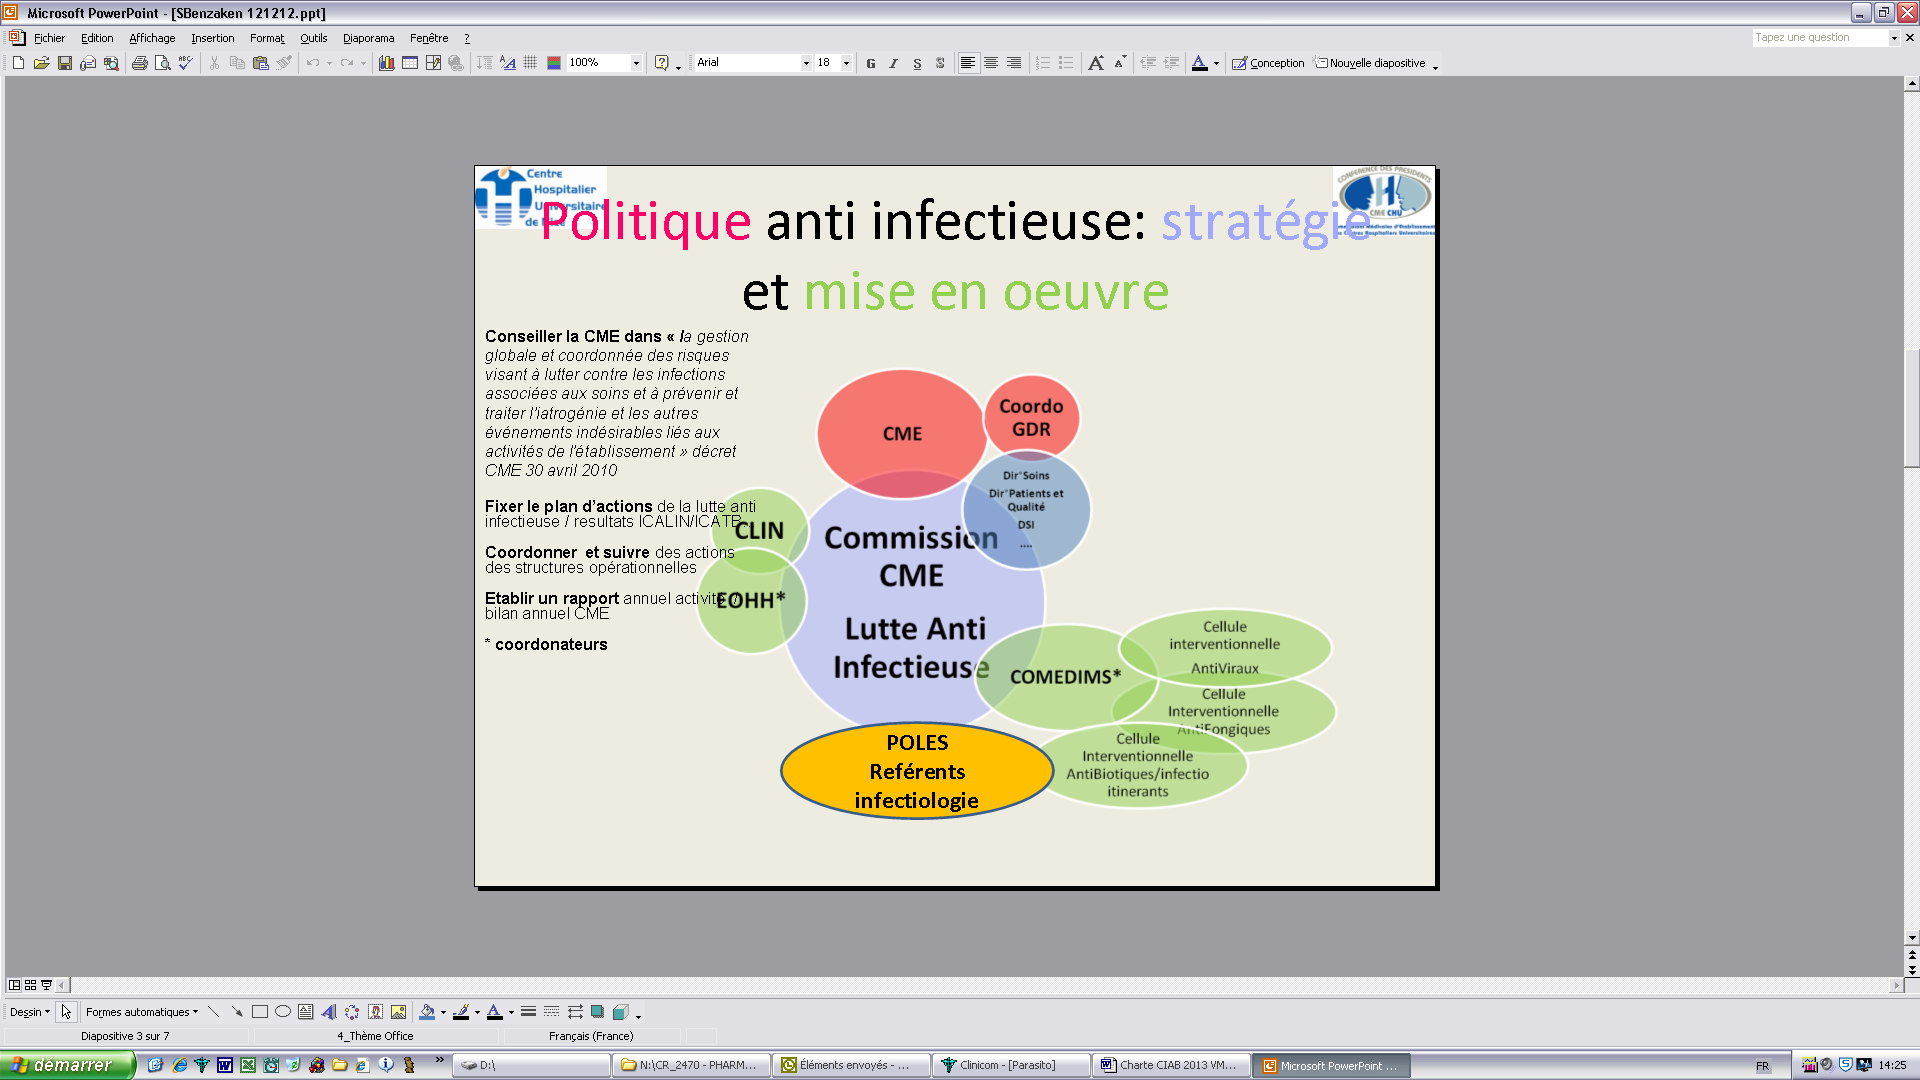 Microsoft PowerPoint - [SBenzaken 121212.ppt]
Fichier Edition Affichage Insertion Format Outils Diaporama Fenêtre ?
Tapez une question
100% Arial 18 G I S S Conception Nouvelle diapositive
Centre
Hospitalier
Universitaire
de
CONFERENCE DES PRESIDENTS
CME CHU
Politique anti infectieuse: stratégie
et mise en oeuvre
Conseiller la CME dans « la gestion
globale et coordonnée des risques
visant à lutter contre les infections
associées aux soins et à prévenir et
traiter l'iatrogénie et les autres
événements indésirables liés aux
activités de l'établissement » décret
CME 30 avril 2010
Fixer le plan d'actions de la lutte anti
infectieuse / resultats ICALIN/ICATB...
Coordonner et suivre des actions
des structures opérationnelles
Etablir un rapport annuel activité /
bilan annuel CME
* coordonateurs
CME
Coordo
GDR
Dir°Soins
Dir°Patients et
Qualité
DSI
....
CLIN
EOHH*
Commission
CME
Lutte Anti
Infectieuse
COMEDIMS*
Cellule
interventionnelle
AntiViraux
Cellule
Interventionnelle
AntiFongiques
Cellule
Interventionnelle
AntiBiotiques/infectio
itinerants
POLES
Reférents
infectiologie
Dessin Formes automatiques
Diapositive 3 sur 7 4_Thème Office Français (France)
démarrer D:\ N:\CR_2470 - PHARM... Éléments envoyés - ... Clinicom - [Parasito] Charte CIAB 2013 VM... Microsoft PowerPoint ... FR 14:25